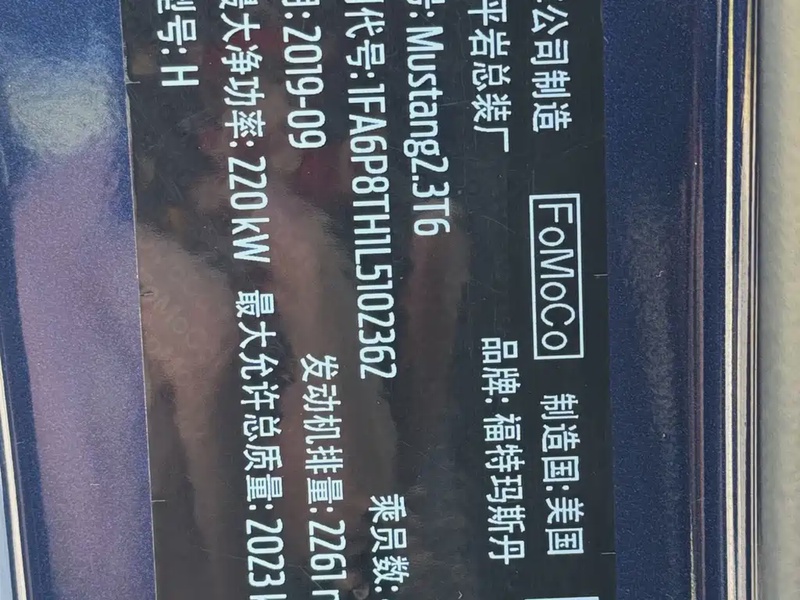 公司制造 FoMoCo 制造国:美国
平岩总装厂 品牌: 福特玛斯丹
号: Mustang2.3T6
代号:1FA6P8TH1L5102362 乘员数:
期: 2019-09 发动机排量: 2261
最大净功率: 220 kW 最大允许总质量: 2023
型号: H